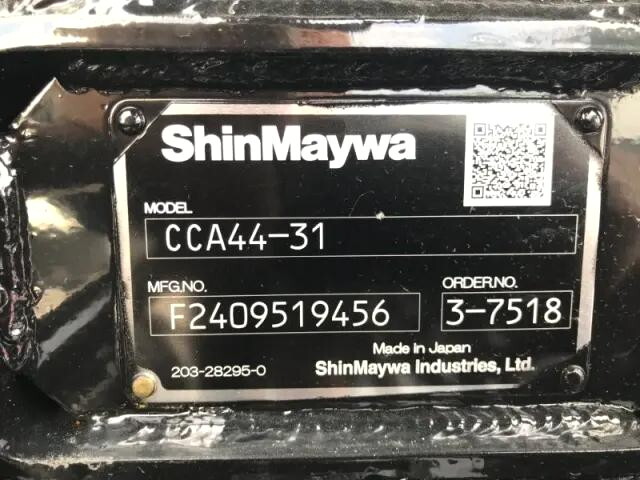 ShinMaywa
MODEL
CCA44-31
MFG.NO. ORDER.NO.
F2409519456 3-7518
Made in Japan
203-28295-0 ShinMaywa Industries, Ltd.